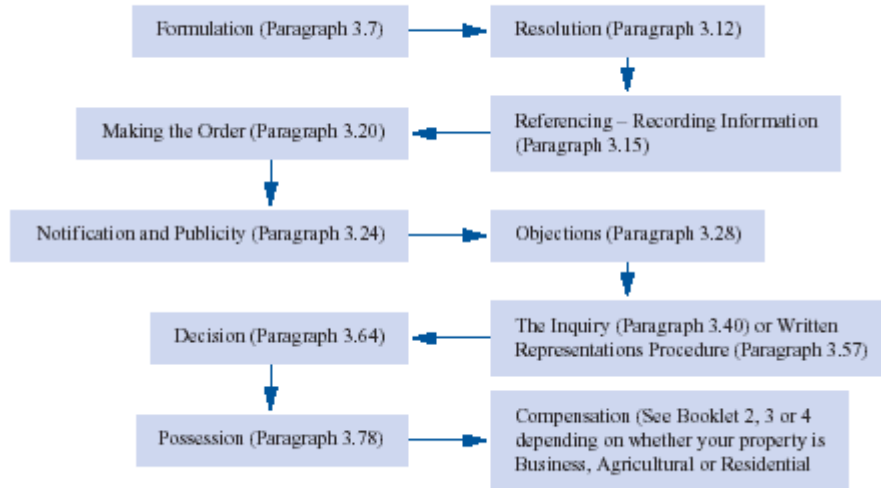 Formulation (Paragraph 3.7)
Resolution (Paragraph 3.12)
Referencing – Recording Information
(Paragraph 3.15)
Making the Order (Paragraph 3.20)
Notification and Publicity (Paragraph 3.24)
Objections (Paragraph 3.28)
The Inquiry (Paragraph 3.40) or Written
Representations Procedure (Paragraph 3.57)
Decision (Paragraph 3.64)
Possession (Paragraph 3.78)
Compensation (See Booklet 2, 3 or 4
depending on whether your property is
Business, Agricultural or Residential